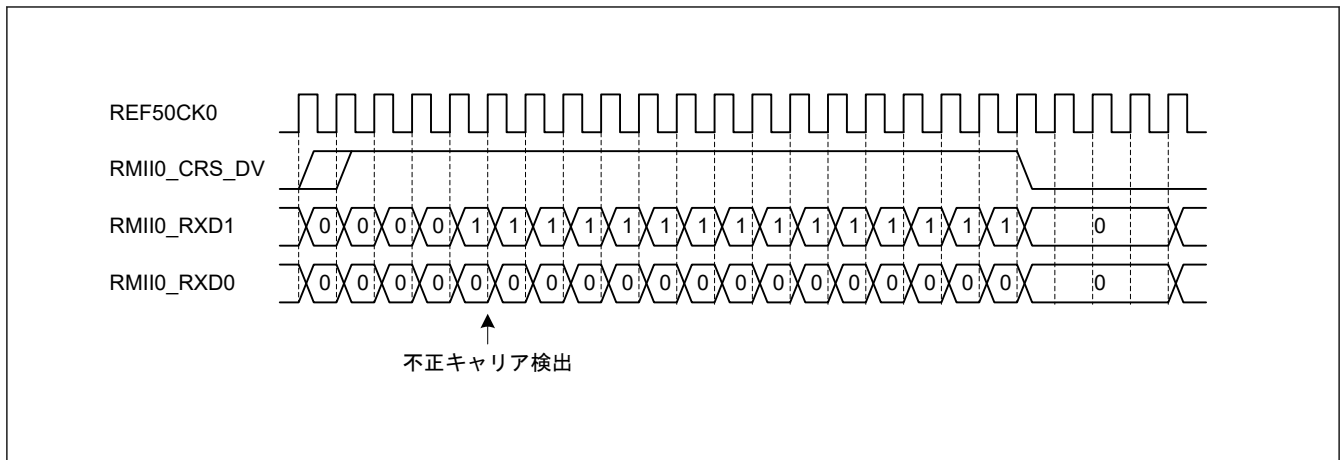 REF50CK0
RMII0_CRS_DV
RMII0_RXD1 0 0 0 0 1 1 1 1 1 1 1 1 1 1 1 1 1 1 1 0
RMII0_RXD0 0 0 0 0 0 0 0 0 0 0 0 0 0 0 0 0 0 0 0 0
不正キャリア検出